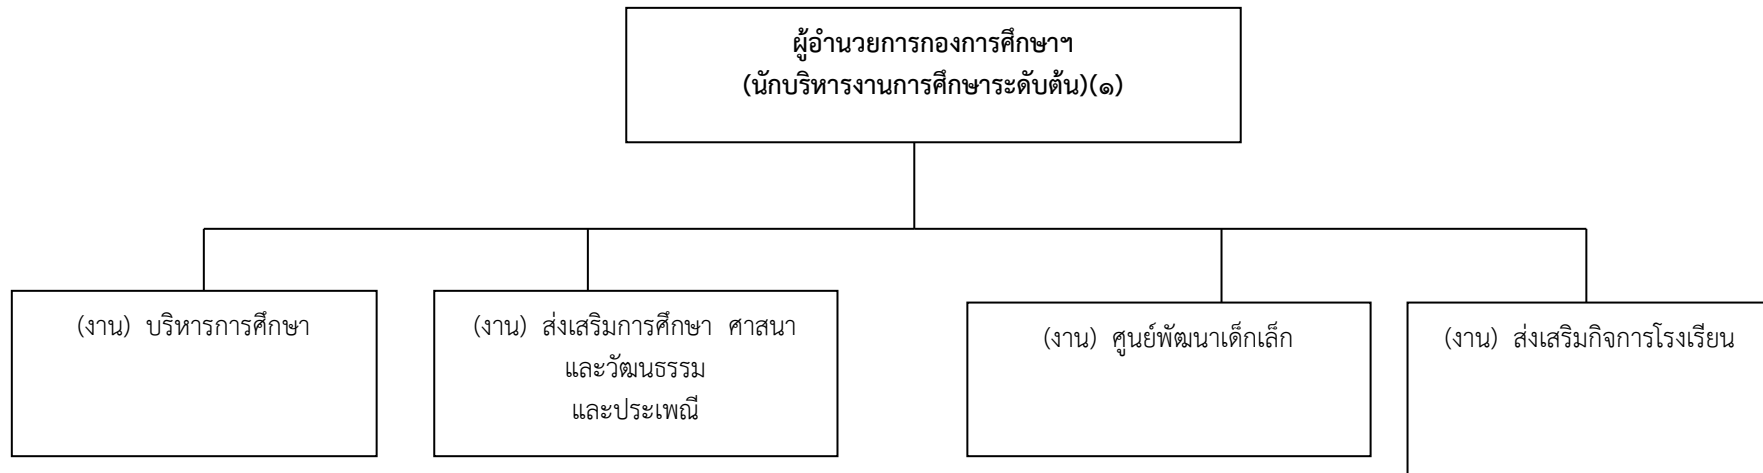 ผู้อำนวยการกองการศึกษาฯ
(นักบริหารงานการศึกษาระดับต้น)(๑)
(งาน) บริหารการศึกษา
(งาน) ส่งเสริมการศึกษา ศาสนา
และวัฒนธรรม
และประเพณี
(งาน) ศูนย์พัฒนาเด็กเล็ก
(งาน) ส่งเสริมกิจการโรงเรียน